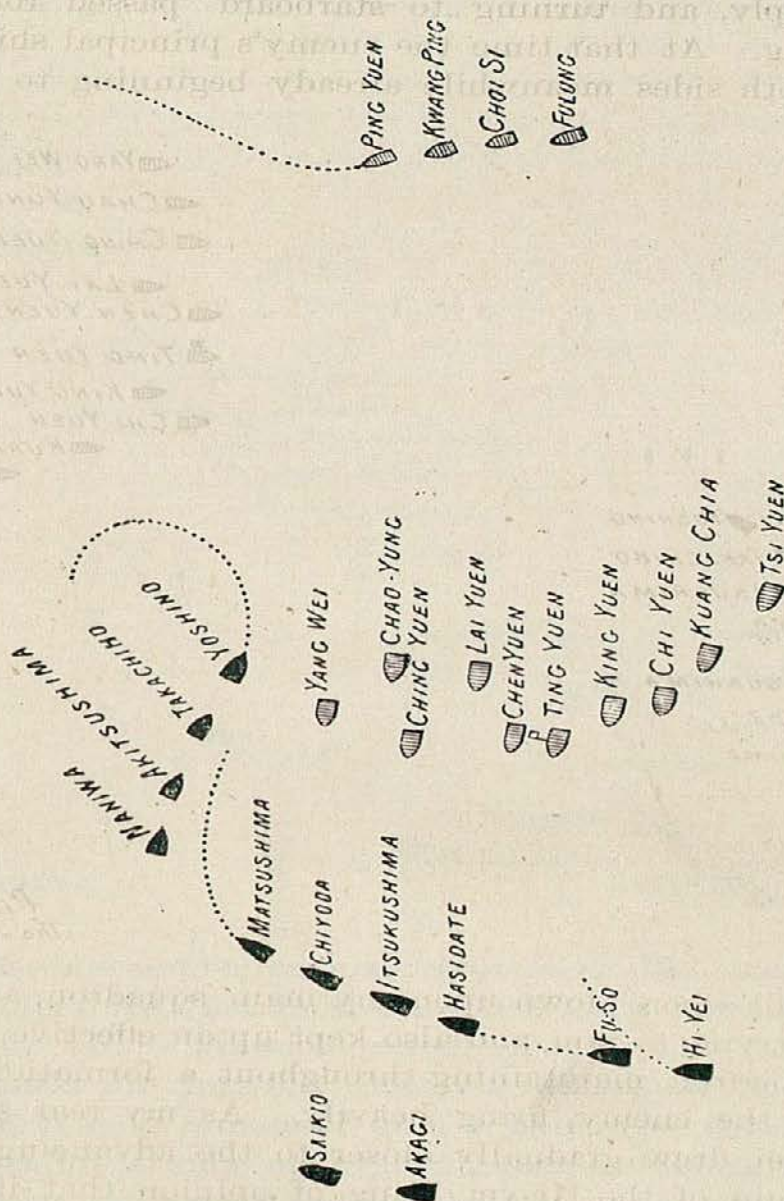 PING YUEN
KWANG PING
CHOI SI
FULUNG
NANIWA
AKITSUSHIMA
TAKACHIHO
YOSHINO
YANG WEI
CHAO-YUNG
CHING YUEN
LAI YUEN
CHEN YUEN
TING YUEN
KING YUEN
CHI YUEN
KUANG CHIA
TSI YUEN
MATSUSHIMA
CHIYODA
ITSUKUSHIMA
HASIDATE
FU-SO
HI-YEI
SAIKIO
AKAGI